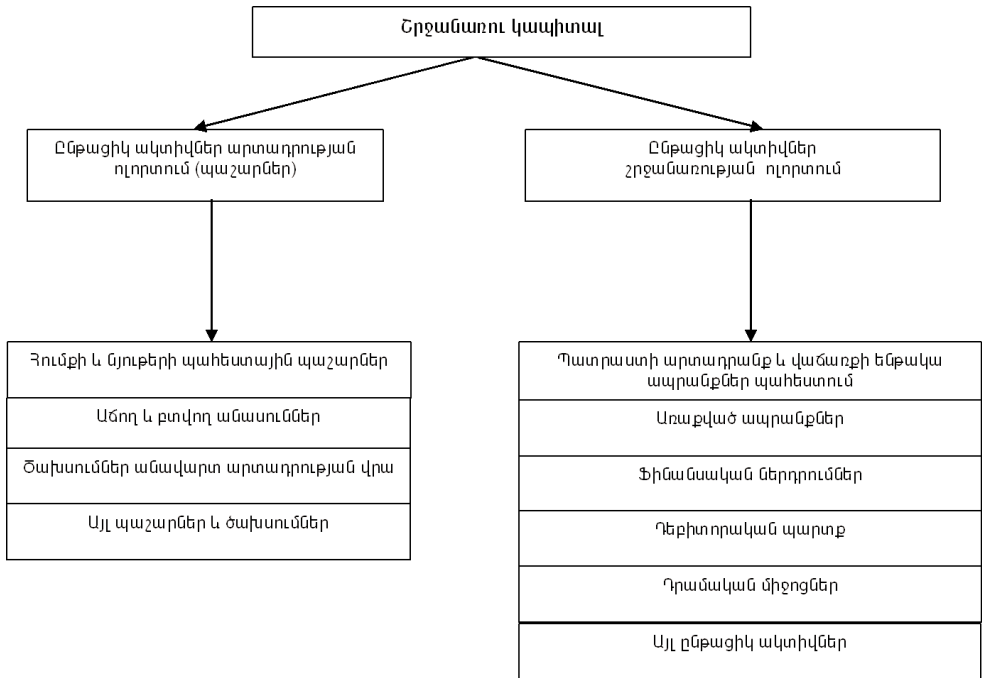 Շրջանառու կապիտալ
Ընթացիկ ակտիվներ արտադրության
ոլորտում (պաշարներ)
Ընթացիկ ակտիվներ
շրջանառության ոլորտում
Հումքի և նյութերի պահեստային պաշարներ
Աճող և բտվող անասուններ
Ծախսումներ անավարտ արտադրության վրա
Այլ պաշարներ և ծախսումներ
Պատրաստի արտադրանք և վաճառքի ենթակա
ապրանքներ պահեստում
Առաքված ապրանքներ
Ֆինանսական ներդրումներ
Դեբիտորական պարտք
Դրամական միջոցներ
Այլ ընթացիկ ակտիվներ